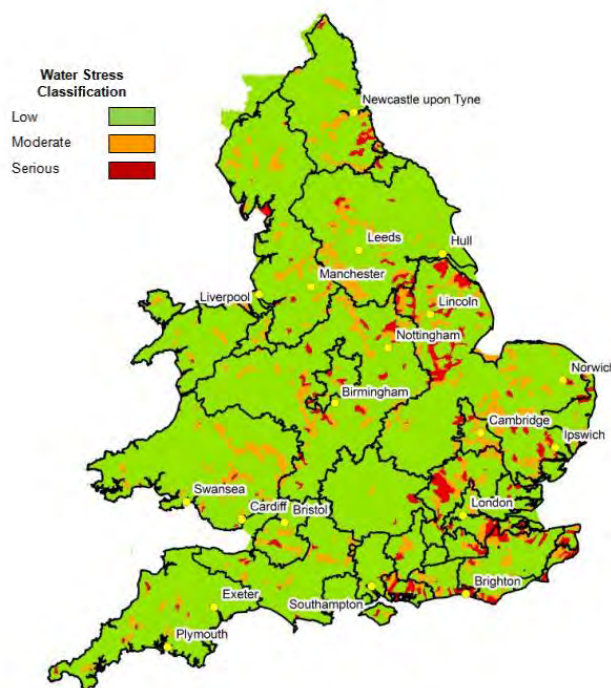 Water Stress
Classification
Low
Moderate
Serious
Newcastle upon Tyne
Leeds
Hull
Manchester
Liverpool
Lincoln
Nottingham
Norwich
Birmingham
Cambridge
Ipswich
Swansea
Cardiff
Bristol
London
Brighton
Southampton
Exeter
Plymouth